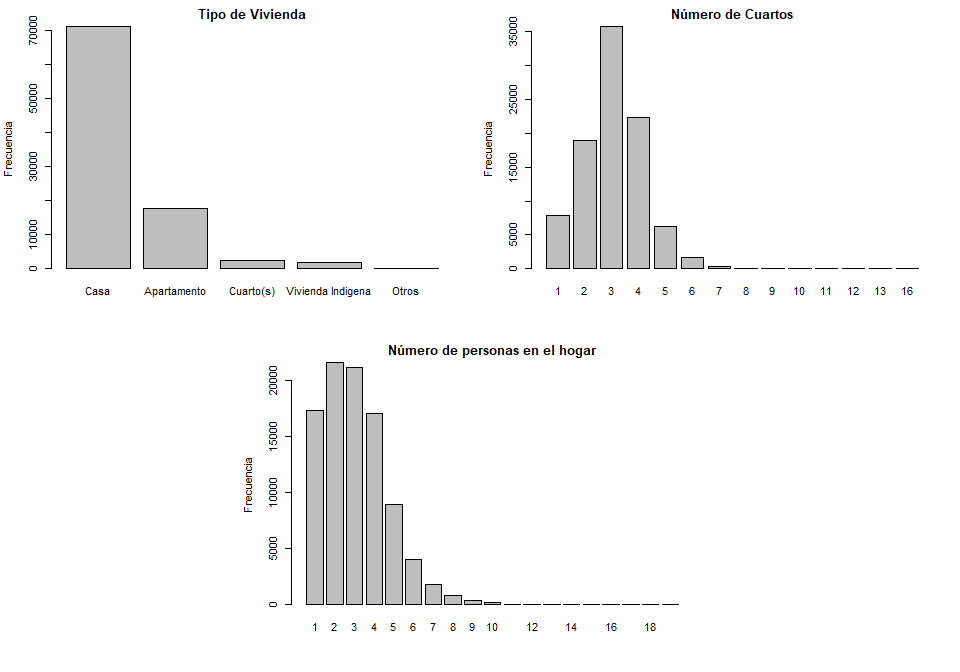 Tipo de Vivienda
Frecuencia
70000
50000
30000
10000
0
Casa Apartamento Cuarto(s) Vivienda Indigena Otros
Número de Cuartos
Frecuencia
35000
25000
15000
5000
0
1 2 3 4 5 6 7 8 9 10 11 12 13 16
Número de personas en el hogar
Frecuencia
20000
15000
10000
5000
0
1 2 3 4 5 6 7 8 9 10 12 14 16 18